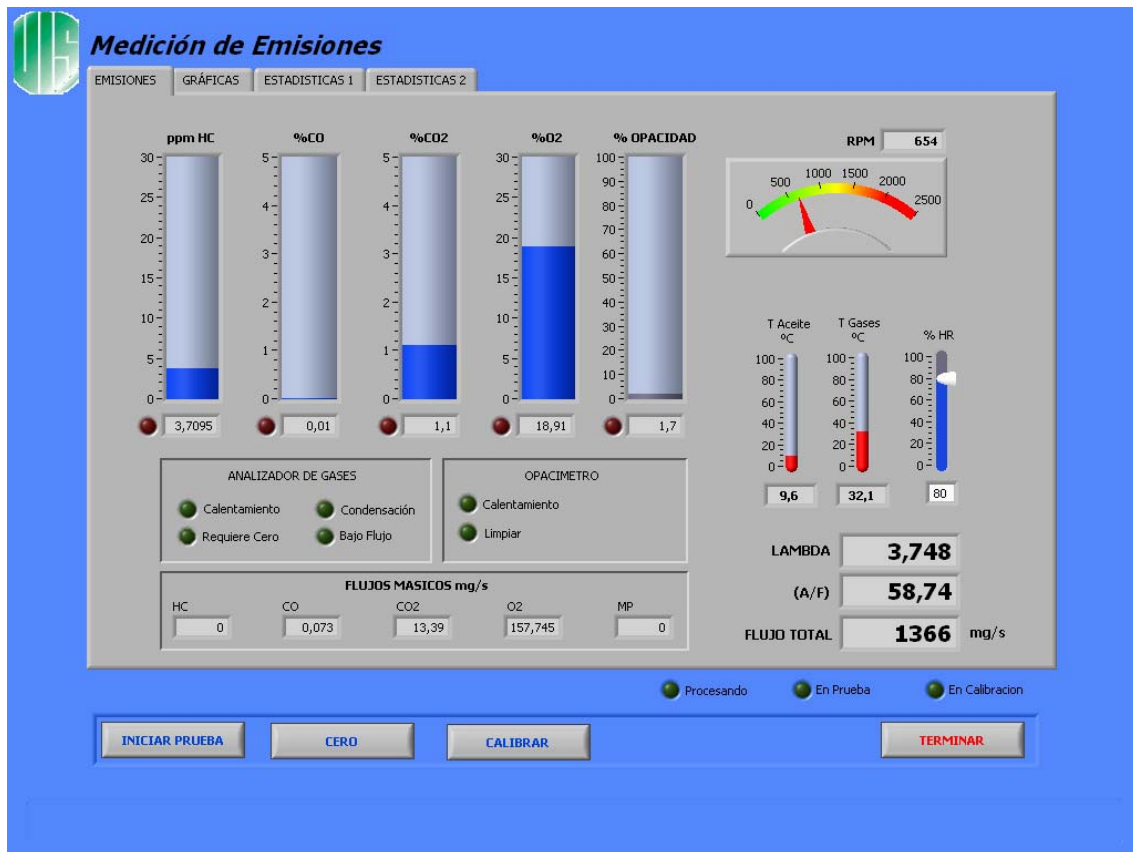 UIS
Medición de Emisiones
EMISIONES GRÁFICAS ESTADISTICAS 1 ESTADISTICAS 2
ppm HC %CO %CO2 %O2 % OPACIDAD
30 25 20 15 10 5 0
5 4 3 2 1 0
5 4 3 2 1 0
30 25 20 15 10 5 0
100 90 80 70 60 50 40 30 20 10 0
3,7095 0,01 1,1 18,91 1,7
RPM 654
0 500 1000 1500 2000 2500
T Aceite T Gases
ºC ºC % HR
100 80 60 40 20 0
100 80 60 40 20 0
100 80 60 40 20 0
9,6 32,1 80
ANALIZADOR DE GASES
Calentamiento Condensación
Requiere Cero Bajo Flujo
OPACIMETRO
Calentamiento
Limpiar
FLUJOS MASICOS mg/s
HC CO CO2 O2 MP
0 0,073 13,39 157,745 0
LAMBDA 3,748
(A/F) 58,74
FLUJO TOTAL 1366 mg/s
Procesando En Prueba En Calibracion
INICIAR PRUEBA CERO CALIBRAR TERMINAR